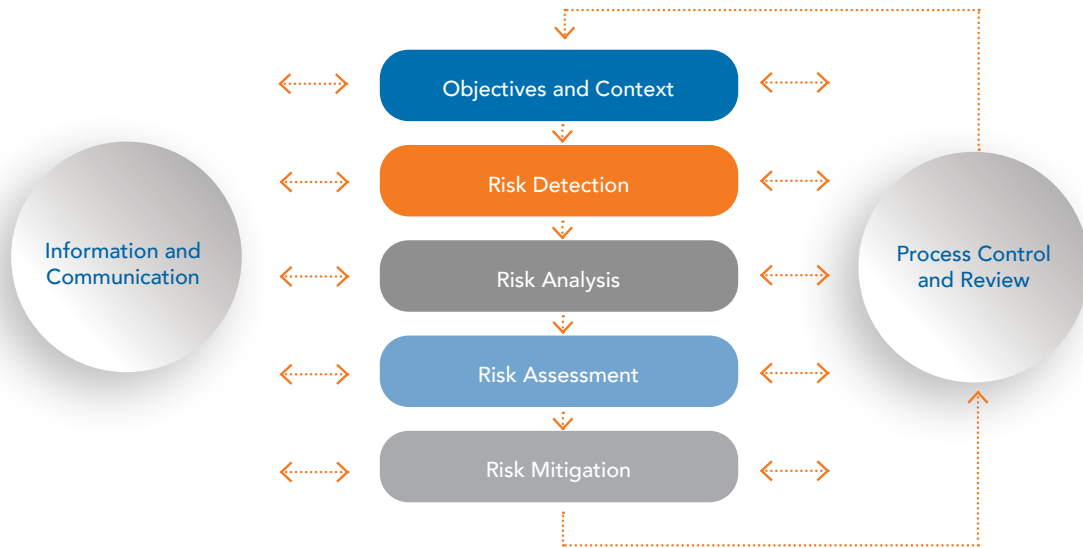 Objectives and Context
Risk Detection
Information and
Communication
Risk Analysis
Process Control
and Review
Risk Assessment
Risk Mitigation